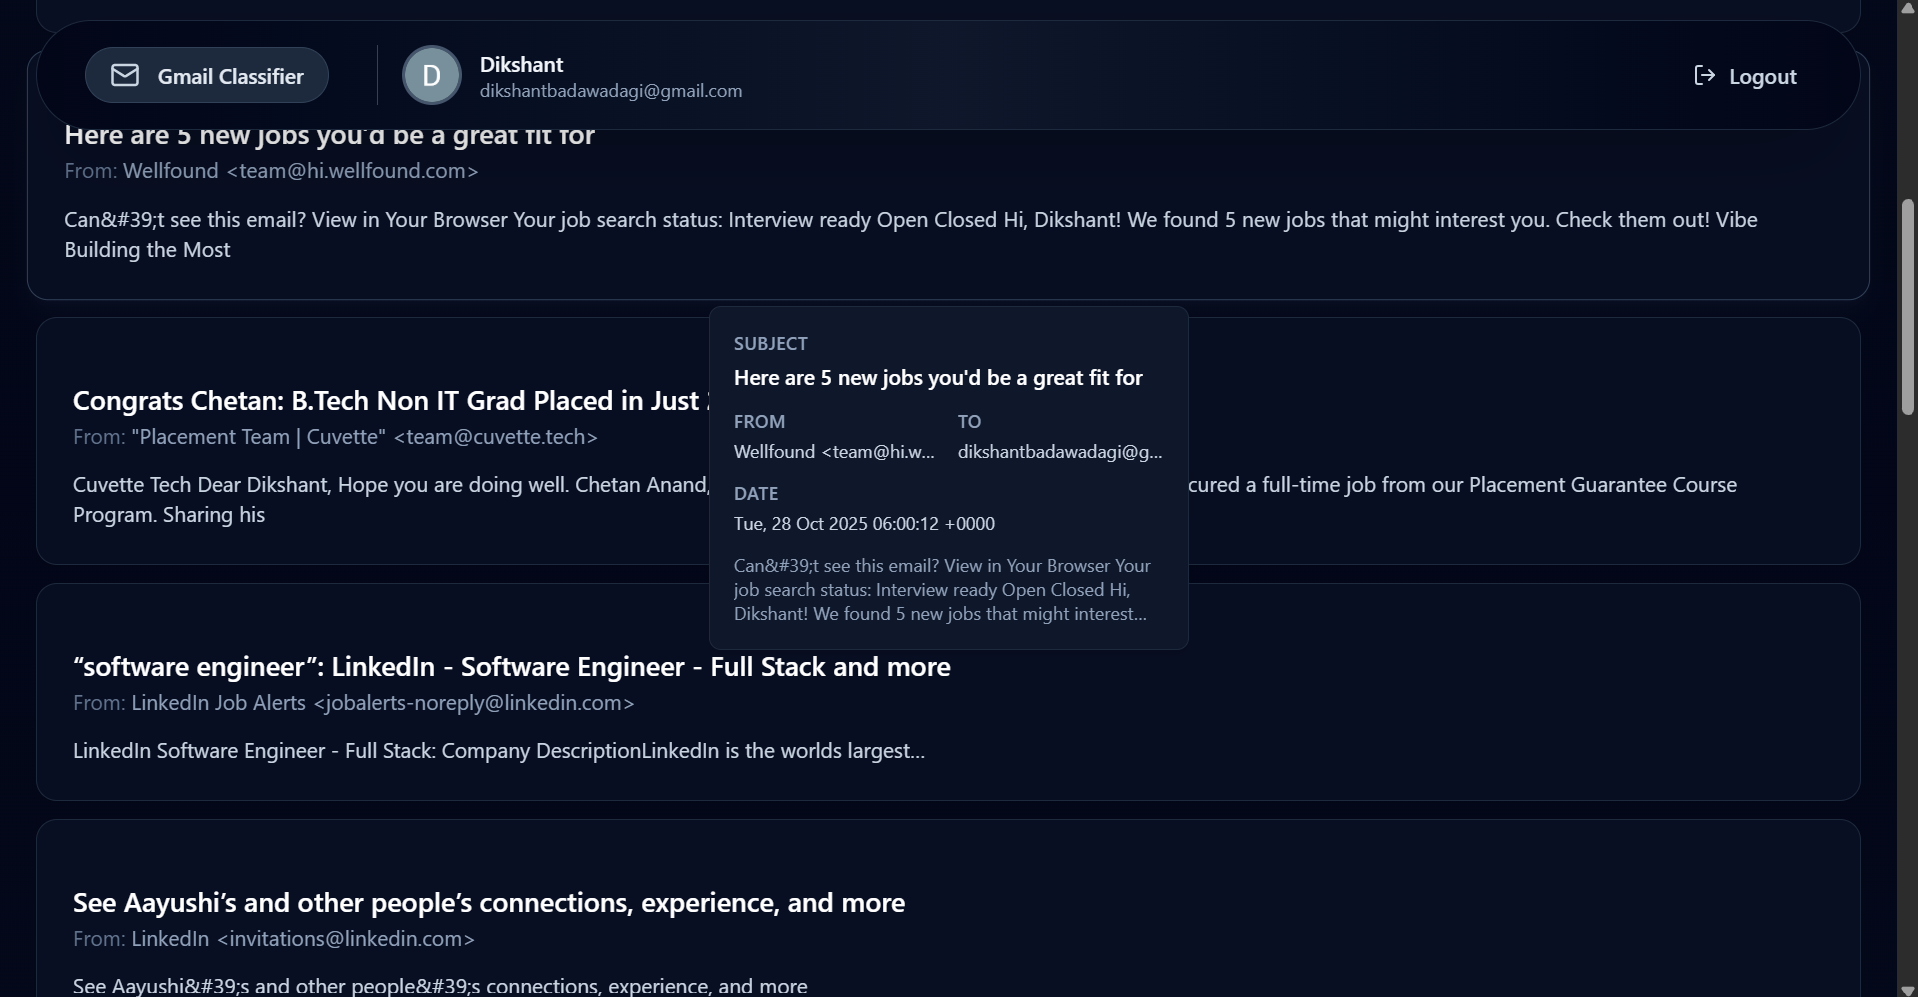 Gmail Classifier
D
Dikshant
dikshantbadawadagi@gmail.com
Logout
Here are 5 new jobs you'd be a great fit for
From: Wellfound <team@hi.wellfound.com>
Can&#39;t see this email? View in Your Browser Your job search status: Interview ready Open Closed Hi, Dikshant! We found 5 new jobs that might interest you. Check them out! Vibe
Building the Most
Congrats Chetan: B.Tech Non IT Grad Placed in Just
From: "Placement Team | Cuvette" <team@cuvette.tech>
Cuvette Tech Dear Dikshant, Hope you are doing well. Chetan Anand,
cured a full-time job from our Placement Guarantee Course
Program. Sharing his
SUBJECT
Here are 5 new jobs you'd be a great fit for
FROM
TO
Wellfound <team@hi.w...
dikshantbadawadagi@g...
DATE
Tue, 28 Oct 2025 06:00:12 +0000
Can&#39;t see this email? View in Your Browser Your
job search status: Interview ready Open Closed Hi,
Dikshant! We found 5 new jobs that might interest...
“software engineer”: LinkedIn - Software Engineer - Full Stack and more
From: LinkedIn Job Alerts <jobalerts-noreply@linkedin.com>
LinkedIn Software Engineer - Full Stack: Company DescriptionLinkedIn is the worlds largest...
See Aayushi’s and other people’s connections, experience, and more
From: LinkedIn <invitations@linkedin.com>
See Aayushi&#39;s and other people&#39;s connections, experience, and more